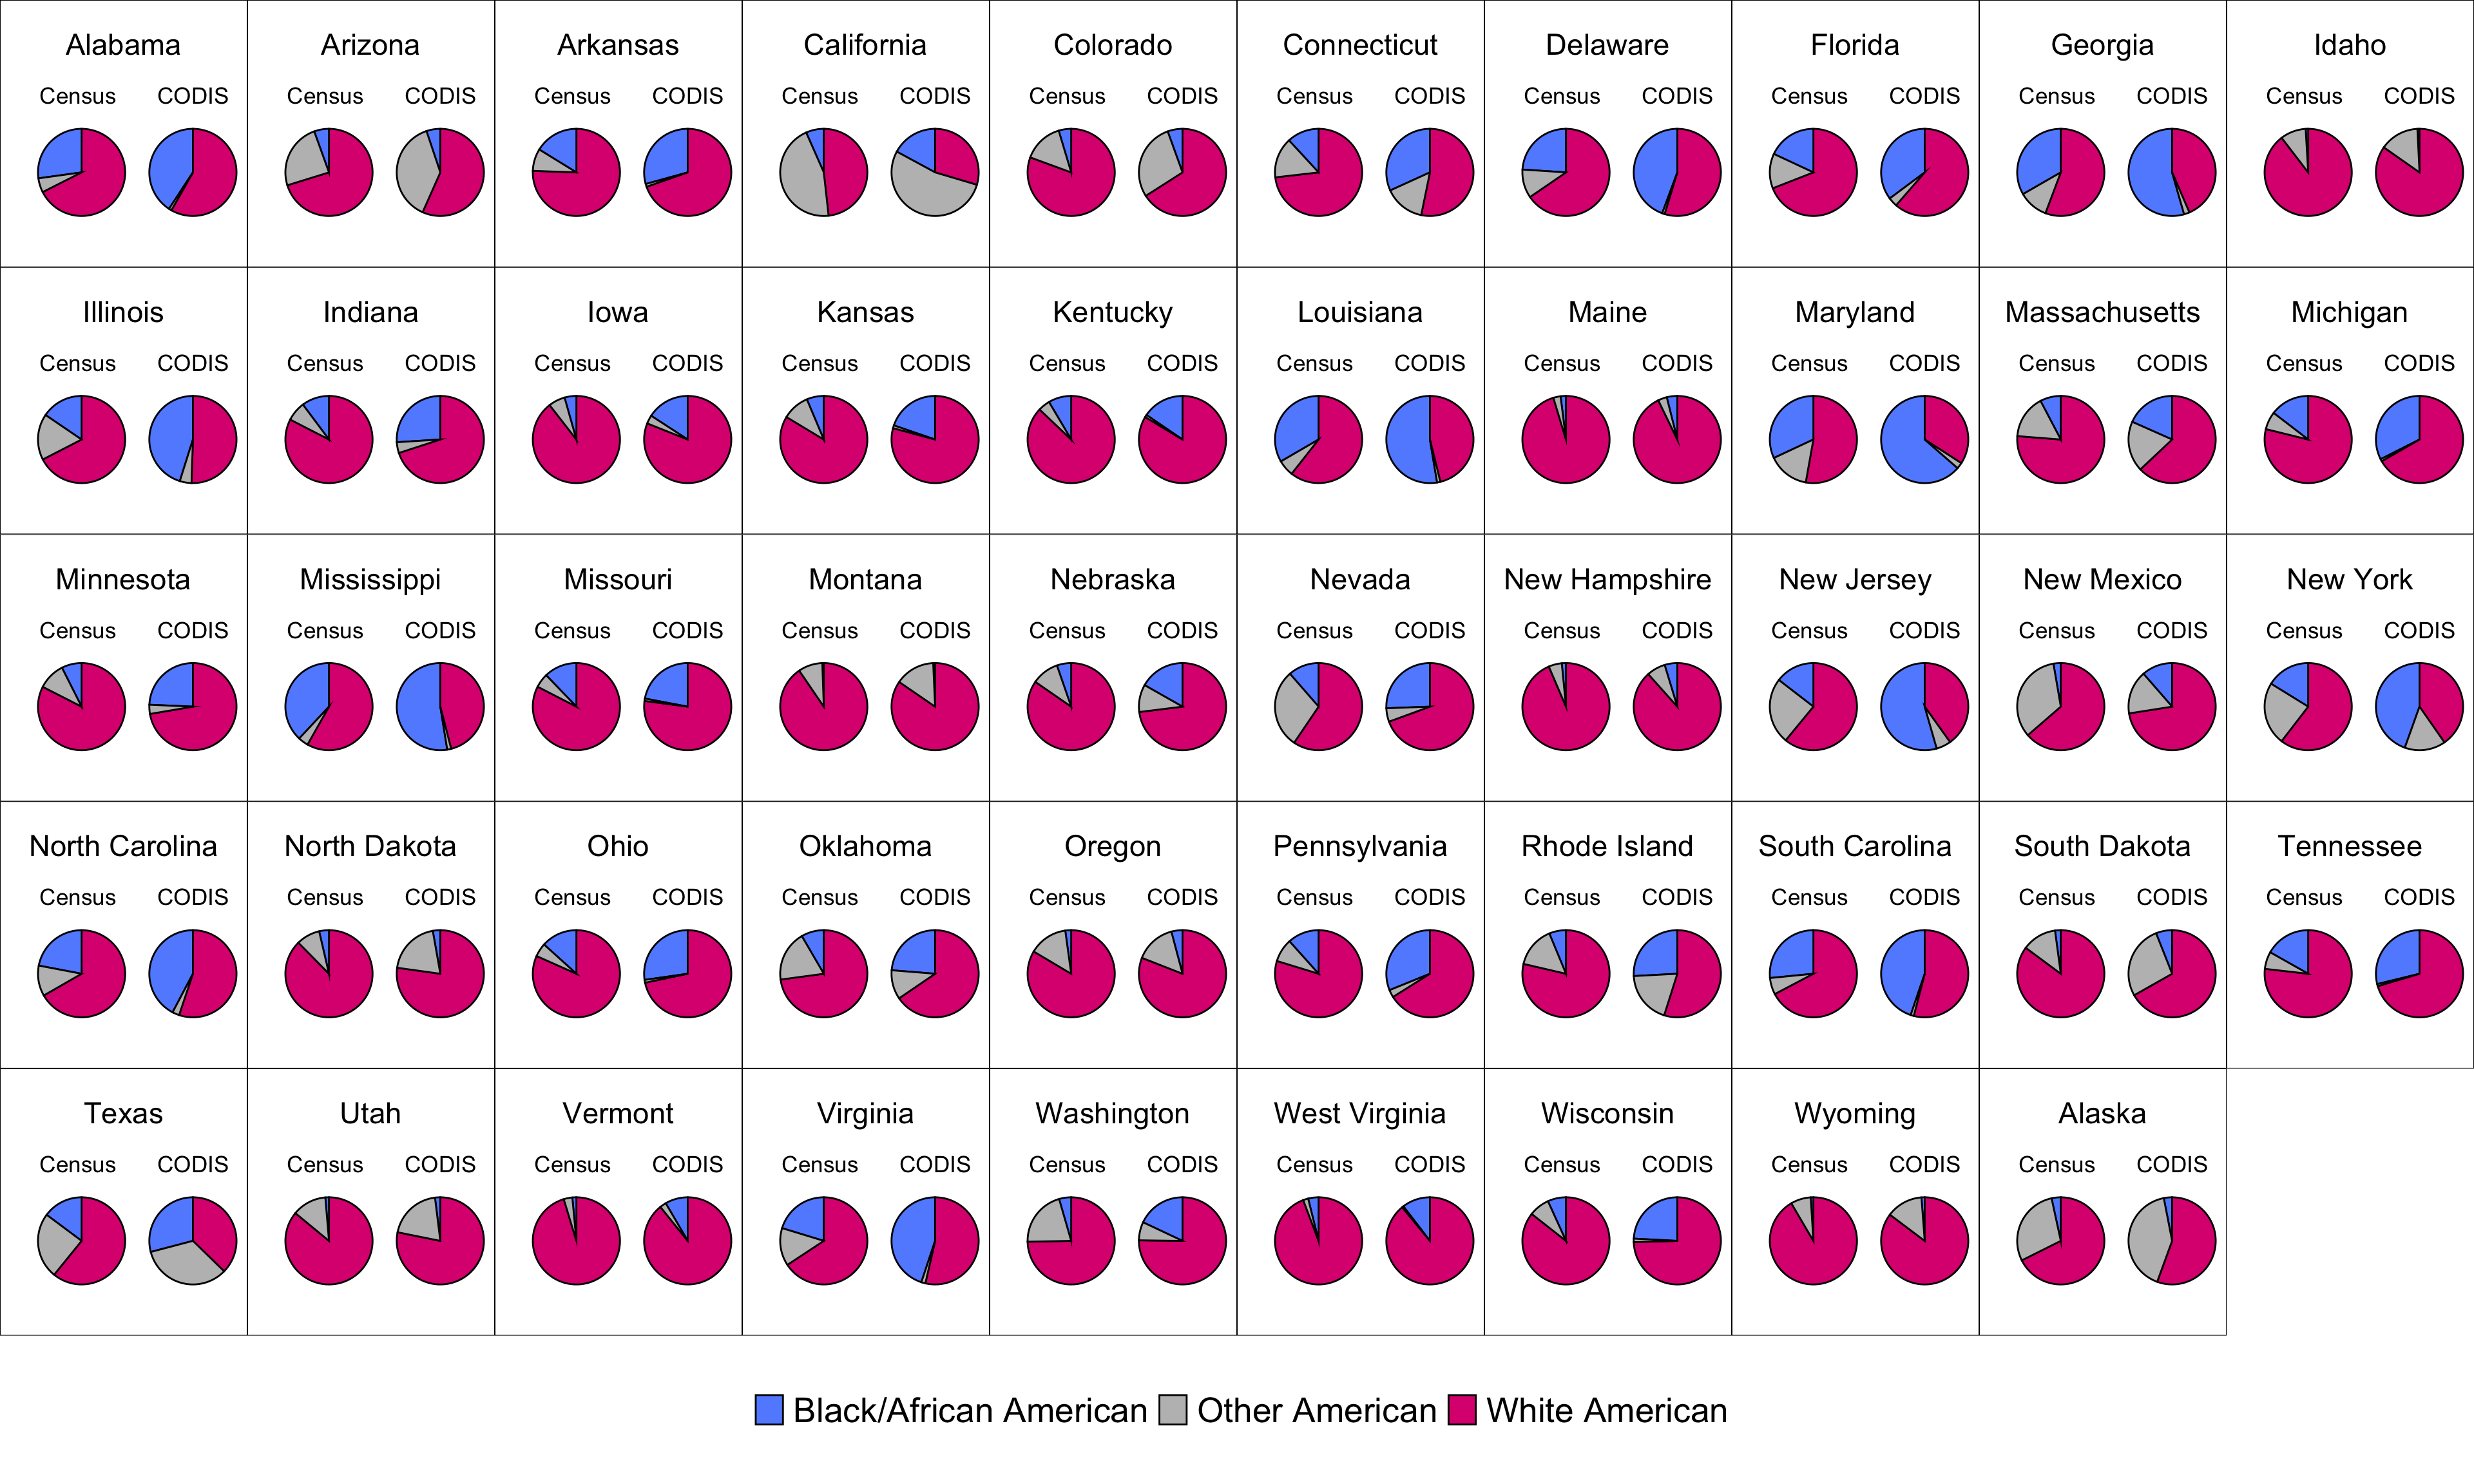 Alabama Arizona Arkansas California Colorado Connecticut Delaware Florida Georgia Idaho
Census CODIS Census CODIS Census CODIS Census CODIS Census CODIS Census CODIS Census CODIS Census CODIS Census CODIS Census CODIS
Illinois Indiana Iowa Kansas Kentucky Louisiana Maine Maryland Massachusetts Michigan
Census CODIS Census CODIS Census CODIS Census CODIS Census CODIS Census CODIS Census CODIS Census CODIS Census CODIS Census CODIS
Minnesota Mississippi Missouri Montana Nebraska Nevada New Hampshire New Jersey New Mexico New York
Census CODIS Census CODIS Census CODIS Census CODIS Census CODIS Census CODIS Census CODIS Census CODIS Census CODIS Census CODIS
North Carolina North Dakota Ohio Oklahoma Oregon Pennsylvania Rhode Island South Carolina South Dakota Tennessee
Census CODIS Census CODIS Census CODIS Census CODIS Census CODIS Census CODIS Census CODIS Census CODIS Census CODIS Census CODIS
Texas Utah Vermont Virginia Washington West Virginia Wisconsin Wyoming Alaska
Census CODIS Census CODIS Census CODIS Census CODIS Census CODIS Census CODIS Census CODIS Census CODIS Census CODIS
Black/African American Other American White American